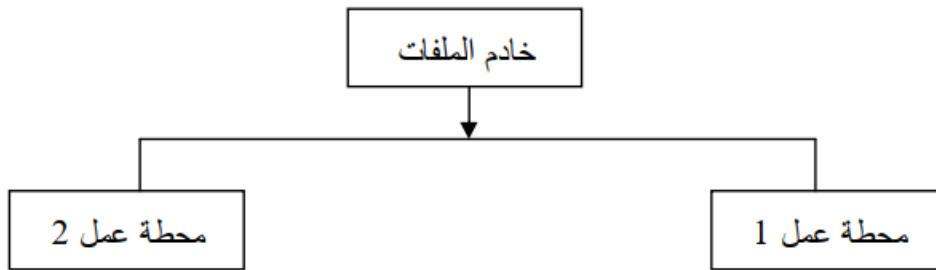 خادم الملفات
محطة عمل 1
محطة عمل 2